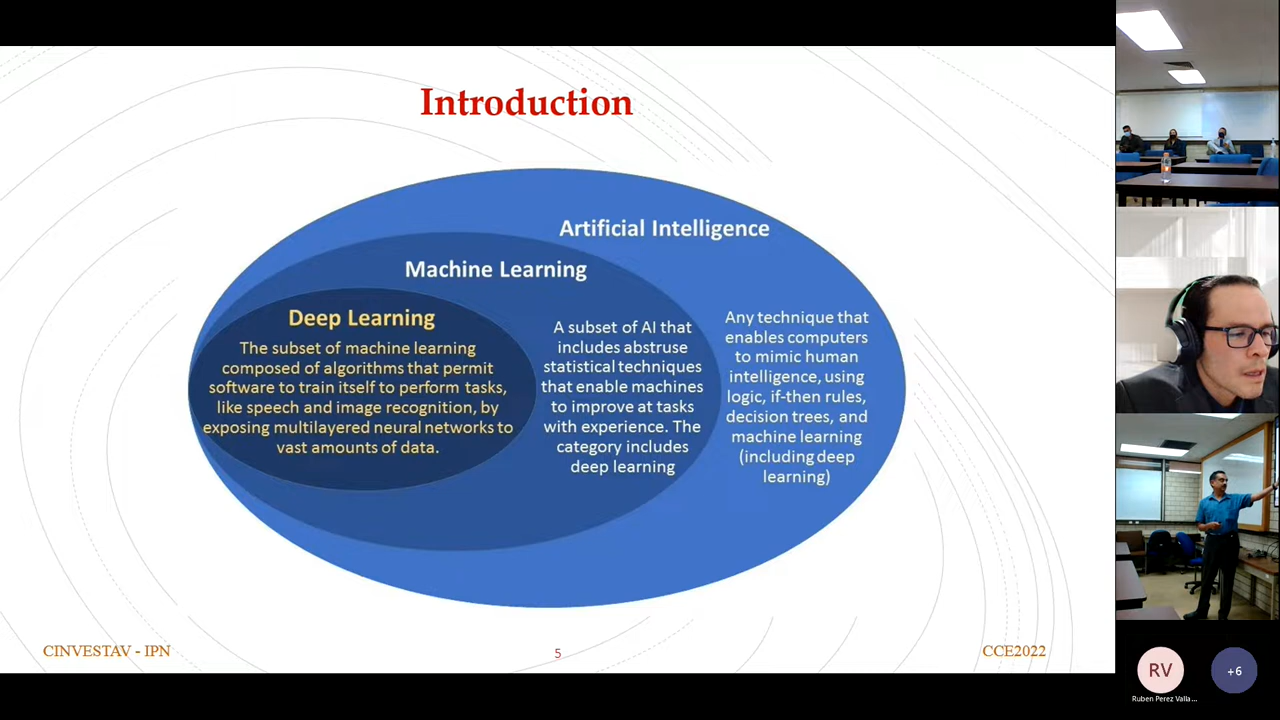 Introduction
Artificial Intelligence
Machine Learning
Deep Learning
The subset of machine learning
composed of algorithms that permit
software to train itself to perform tasks,
like speech and image recognition, by
exposing multilayered neural networks to
vast amounts of data.
A subset of AI that
includes abstruse
statistical techniques
that enable machines
to improve at tasks
with experience. The
category includes
deep learning
Any technique that
enables computers
to mimic human
intelligence, using
logic, if-then rules,
decision trees, and
machine learning
(including deep
learning)
CINVESTAV - IPN
5
CCE2022
RV
+6
Ruben Perez Valla...